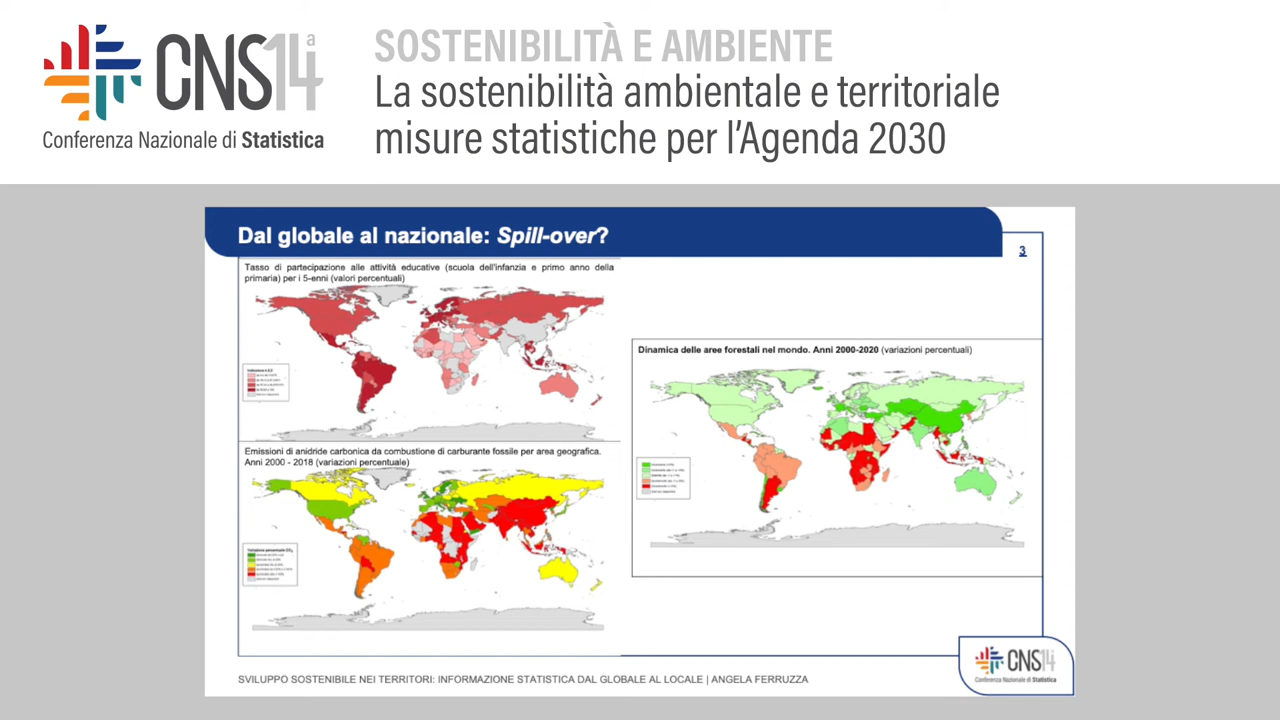 CNS14a
Conferenza Nazionale di Statistica
SOSTENIBILITÀ E AMBIENTE
La sostenibilità ambientale e territoriale
misure statistiche per l’Agenda 2030
Dal globale al nazionale: Spill-over?
3
Tasso di partecipazione alle attività educative (scuola dell'infanzia e primo anno della
primaria) per i 5-enni (valori percentuali)
Emissioni di anidride carbonica da combustione di carburante fossile per area geografica.
Anni 2000 - 2018 (variazioni percentuale)
Dinamica delle aree forestali nel mondo. Anni 2000-2020 (variazioni percentuali)
CNS14
Conferenza Nazionale di Statistica
SVILUPPO SOSTENIBILE NEI TERRITORI: INFORMAZIONE STATISTICA DAL GLOBALE AL LOCALE | ANGELA FERRUZZA